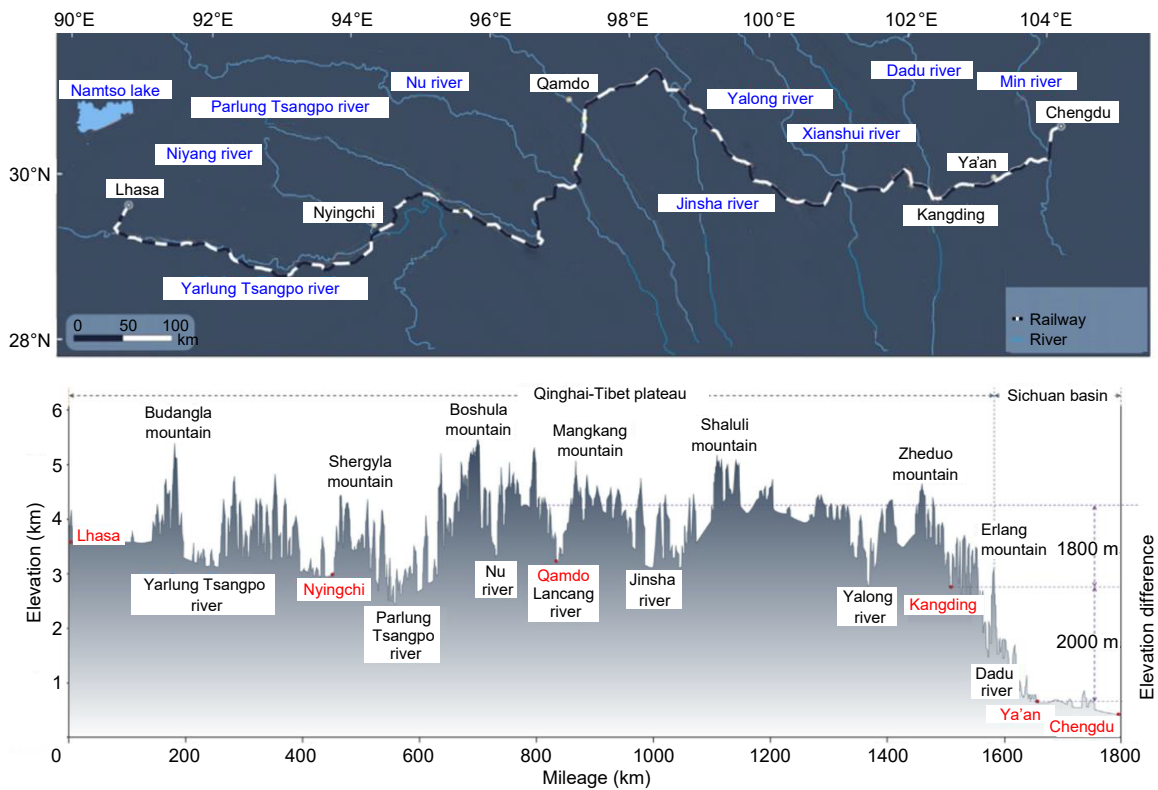 90°E
92°E
94°E
96°E
98°E
100°E
102°E
104°E
30°N
28°N
Namtso lake
Nu river
Qamdo
Dadu river
Min river
Parlung Tsangpo river
Yalong river
Chengdu
Niyang river
Xianshui river
Ya'an
Lhasa
Nyingchi
Jinsha river
Kangding
Yarlung Tsangpo river
0 50 100
km
Railway
River
Qinghai-Tibet plateau
Sichuan basin
Budangla
mountain
Shergyla
mountain
Boshula
mountain
Mangkang
mountain
Shaluli
mountain
Zheduo
mountain
Erlang
mountain
Lhasa
Yarlung Tsangpo
river
Nyingchi
Parlung
Tsangpo
river
Nu
river
Qamdo
Lancang
river
Jinsha
river
Yalong
river
Kangding
Dadu
river
Ya'an
Chengdu
1800 m
2000 m
Elevation difference
Elevation (km)
6
5
4
3
2
1
0
200
400
600
800
1000
1200
1400
1600
1800
Mileage (km)